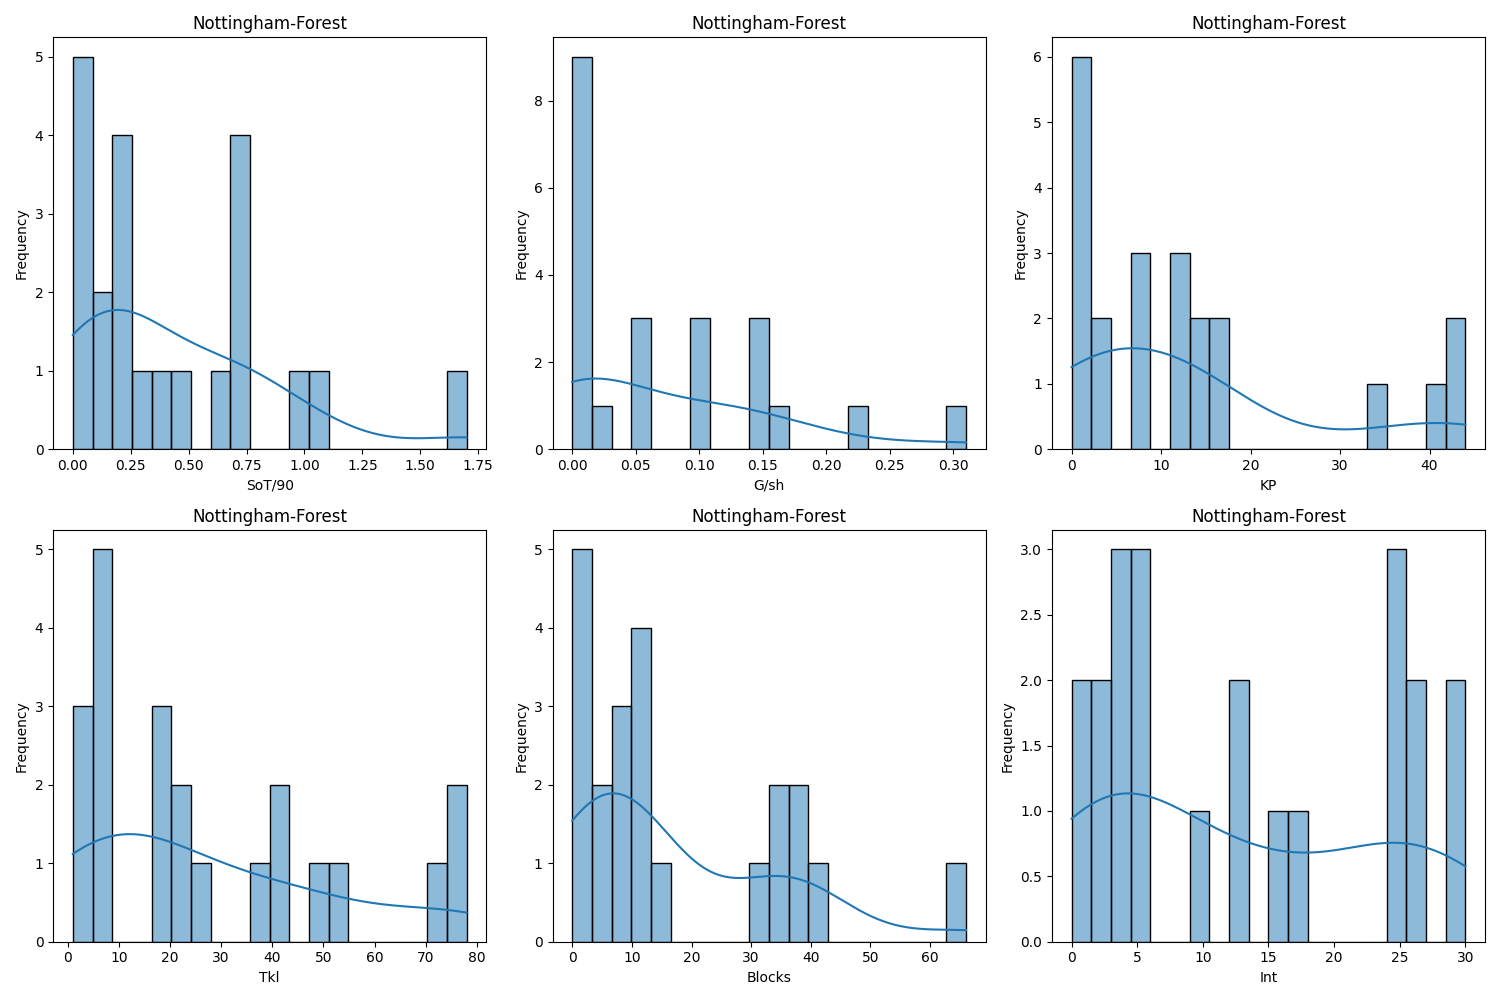 Nottingham-Forest
Nottingham-Forest
Nottingham-Forest
Frequency
5
4
3
2
1
0
0.00 0.25 0.50 0.75 1.00 1.25 1.50 1.75
SoT/90
Frequency
8
6
4
2
0
0.00 0.05 0.10 0.15 0.20 0.25 0.30
G/sh
Frequency
6
5
4
3
2
1
0
0 10 20 30 40
KP
Nottingham-Forest
Nottingham-Forest
Nottingham-Forest
Frequency
5
4
3
2
1
0
0 10 20 30 40 50 60 70 80
Tkl
Frequency
5
4
3
2
1
0
0 10 20 30 40 50 60
Blocks
Frequency
3.0
2.5
2.0
1.5
1.0
0.5
0.0
0 5 10 15 20 25 30
Int